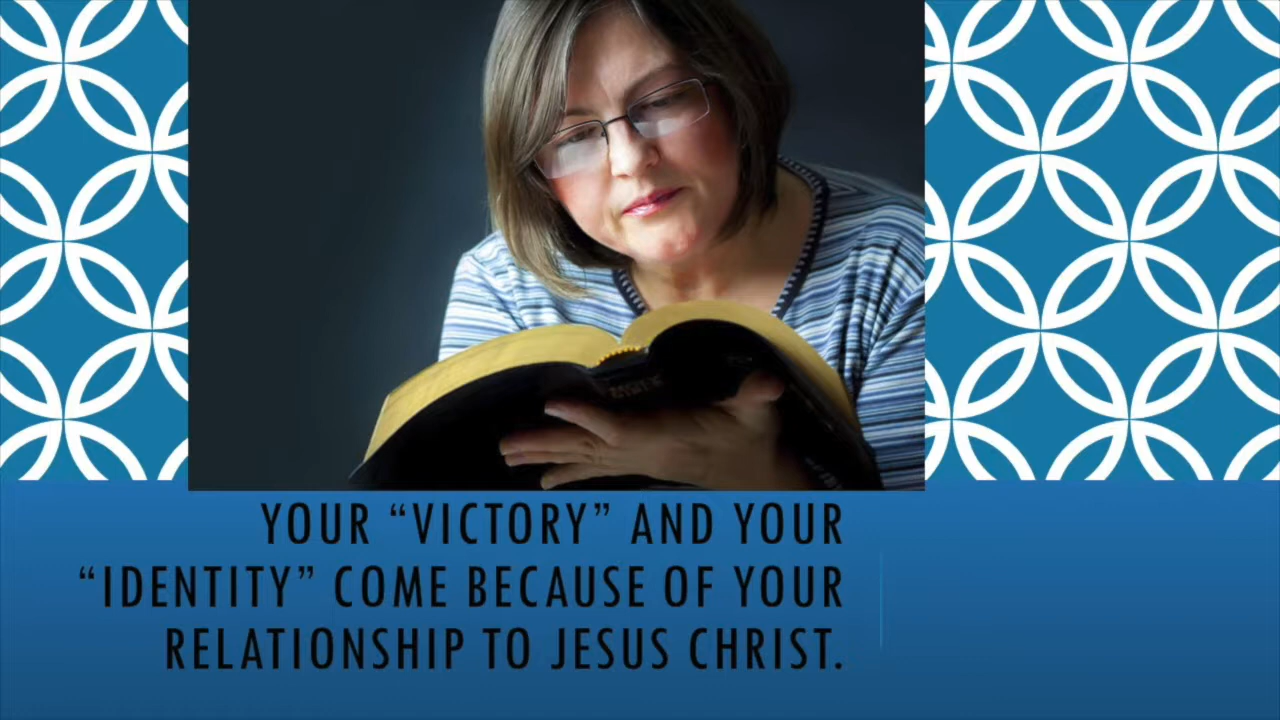 YOUR “VICTORY” AND YOUR
“IDENTITY” COME BECAUSE OF YOUR
RELATIONSHIP TO JESUS CHRIST.